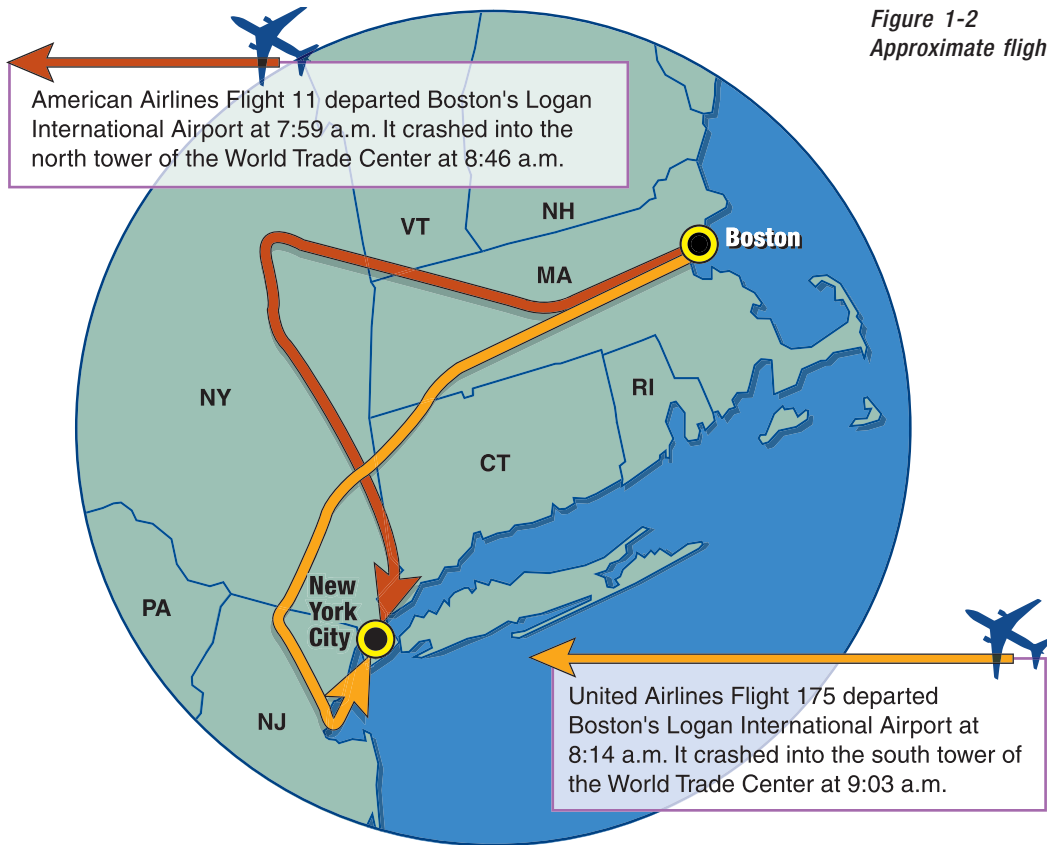 Figure 1-2
Approximate fligh
American Airlines Flight 11 departed Boston's Logan
International Airport at 7:59 a.m. It crashed into the
north tower of the World Trade Center at 8:46 a.m.
VT
NH
Boston
MA
NY
RI
CT
New
York
City
PA
NJ
United Airlines Flight 175 departed
Boston's Logan International Airport at
8:14 a.m. It crashed into the south tower of
the World Trade Center at 9:03 a.m.